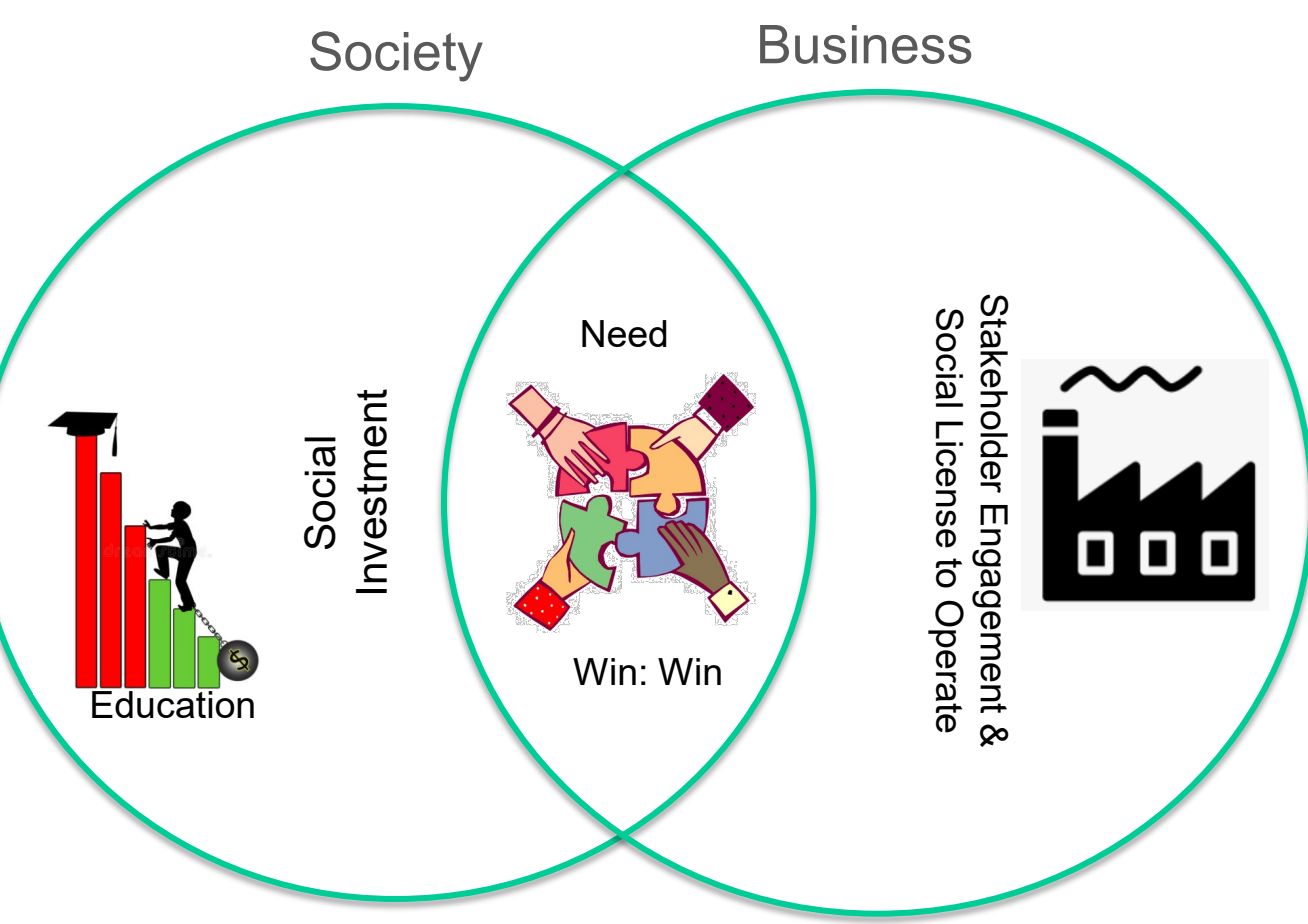 Society
Business
Need
Social
Investment
Stakeholder Engagement &
Social License to Operate
$
Education
Win: Win